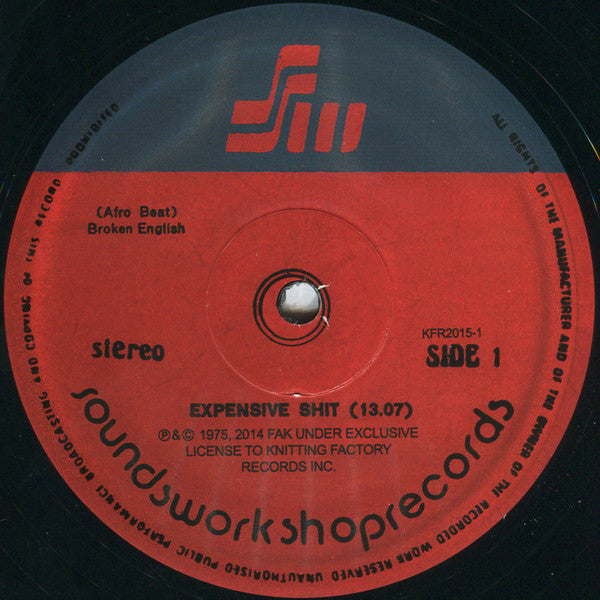 ALL RIGHTS OF THE MANUFACTURER AND OF THE OWNER OF THE RECORDED WORK RESERVED UNAUTHORISED PUBLIC PERFORMANCE BROADCASTING & COPYING OF THIS RECORD PROHIBITED
(Afro Beat)
Broken English
stereo
KFR2015-1
SIDE 1
EXPENSIVE SHIT (13.07)
℗&© 1975, 2014 FAK UNDER EXCLUSIVE
LICENSE TO KNITTING FACTORY
RECORDS INC.
soundsworkshoprecords